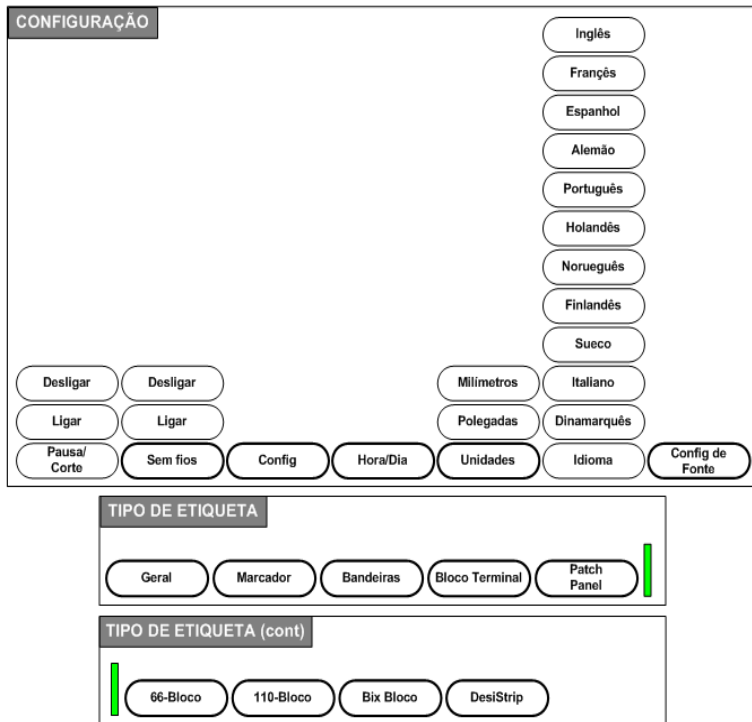 CONFIGURAÇÃO
Inglês
Françês
Espanhol
Alemão
Português
Holandês
Norueguês
Finlandês
Sueco
Desligar
Desligar
Milímetros
Italiano
Ligar
Ligar
Polegadas
Dinamarquês
Pausa/
Corte
Sem fios
Config
Hora/Dia
Unidades
Idioma
Config de
Fonte
TIPO DE ETIQUETA
Geral
Marcador
Bandeiras
Bloco Terminal
Patch
Panel
TIPO DE ETIQUETA (cont)
66-Bloco
110-Bloco
Bix Bloco
DesiStrip